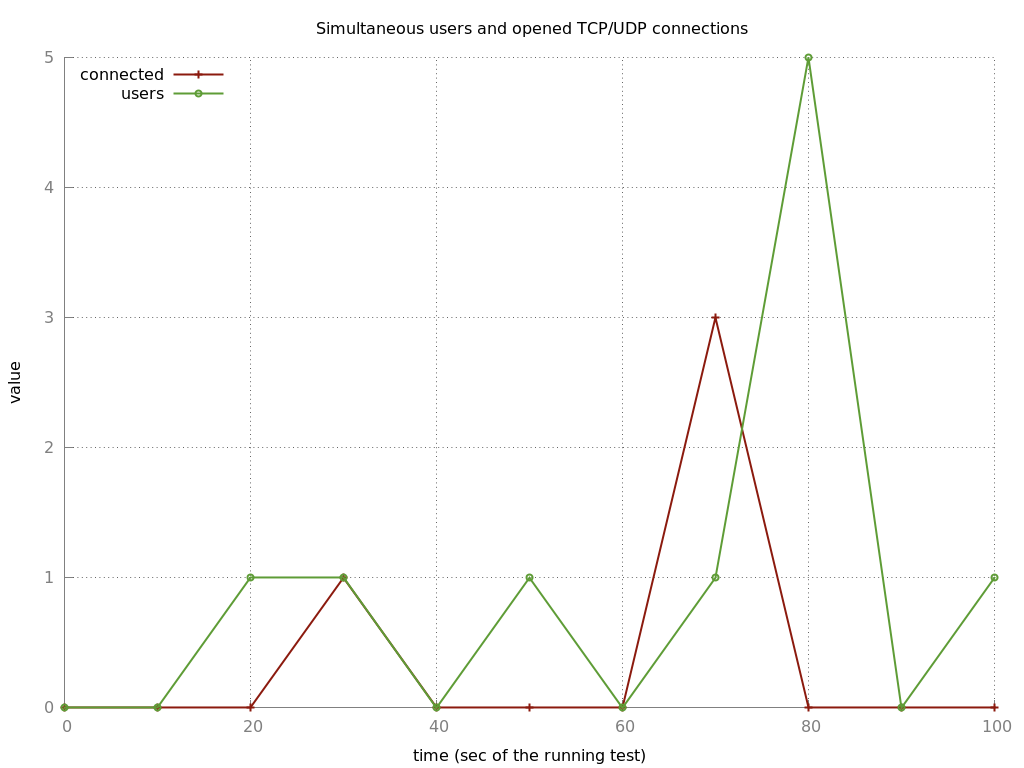 Simultaneous users and opened TCP/UDP connections
5
connected
users
4
3
value
2
1
0
0 20 40 60 80 100
time (sec of the running test)